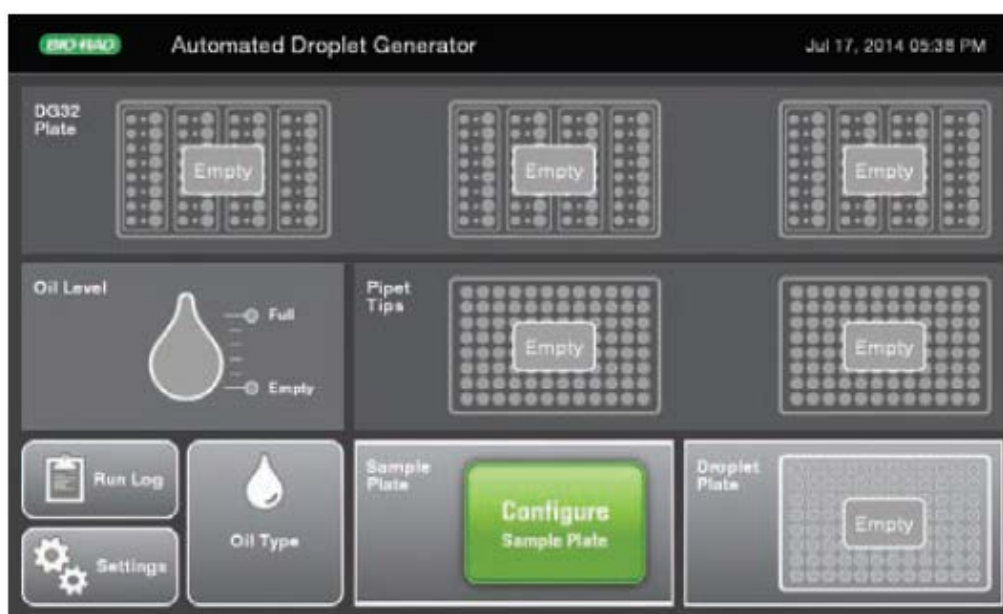 BIO-RAD Automated Droplet Generator Jul 17, 2014 05:38 PM
DG32
Plate
Empty
Empty
Empty
Oil Level
Full
Empty
Pipet
Tips
Empty
Empty
Run Log
Settings
Oil Type
Sample
Plate
Configure
Sample Plate
Droplet
Plate
Empty